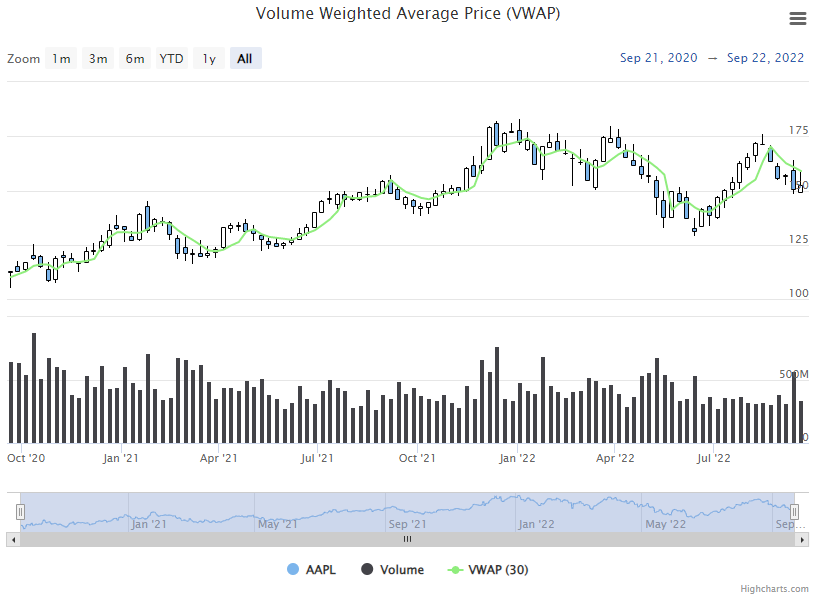 Volume Weighted Average Price (VWAP)
Zoom 1m 3m 6m YTD 1y All Sep 21, 2020 → Sep 22, 2022
175
150
125
100
500M
0
Oct '20 Jan '21 Apr '21 Jul '21 Oct '21 Jan '22 Apr '22 Jul '22
Jan '21 May '21 Sep '21 Jan '22 May '22 Sep…
AAPL Volume VWAP (30)
Highcharts.com